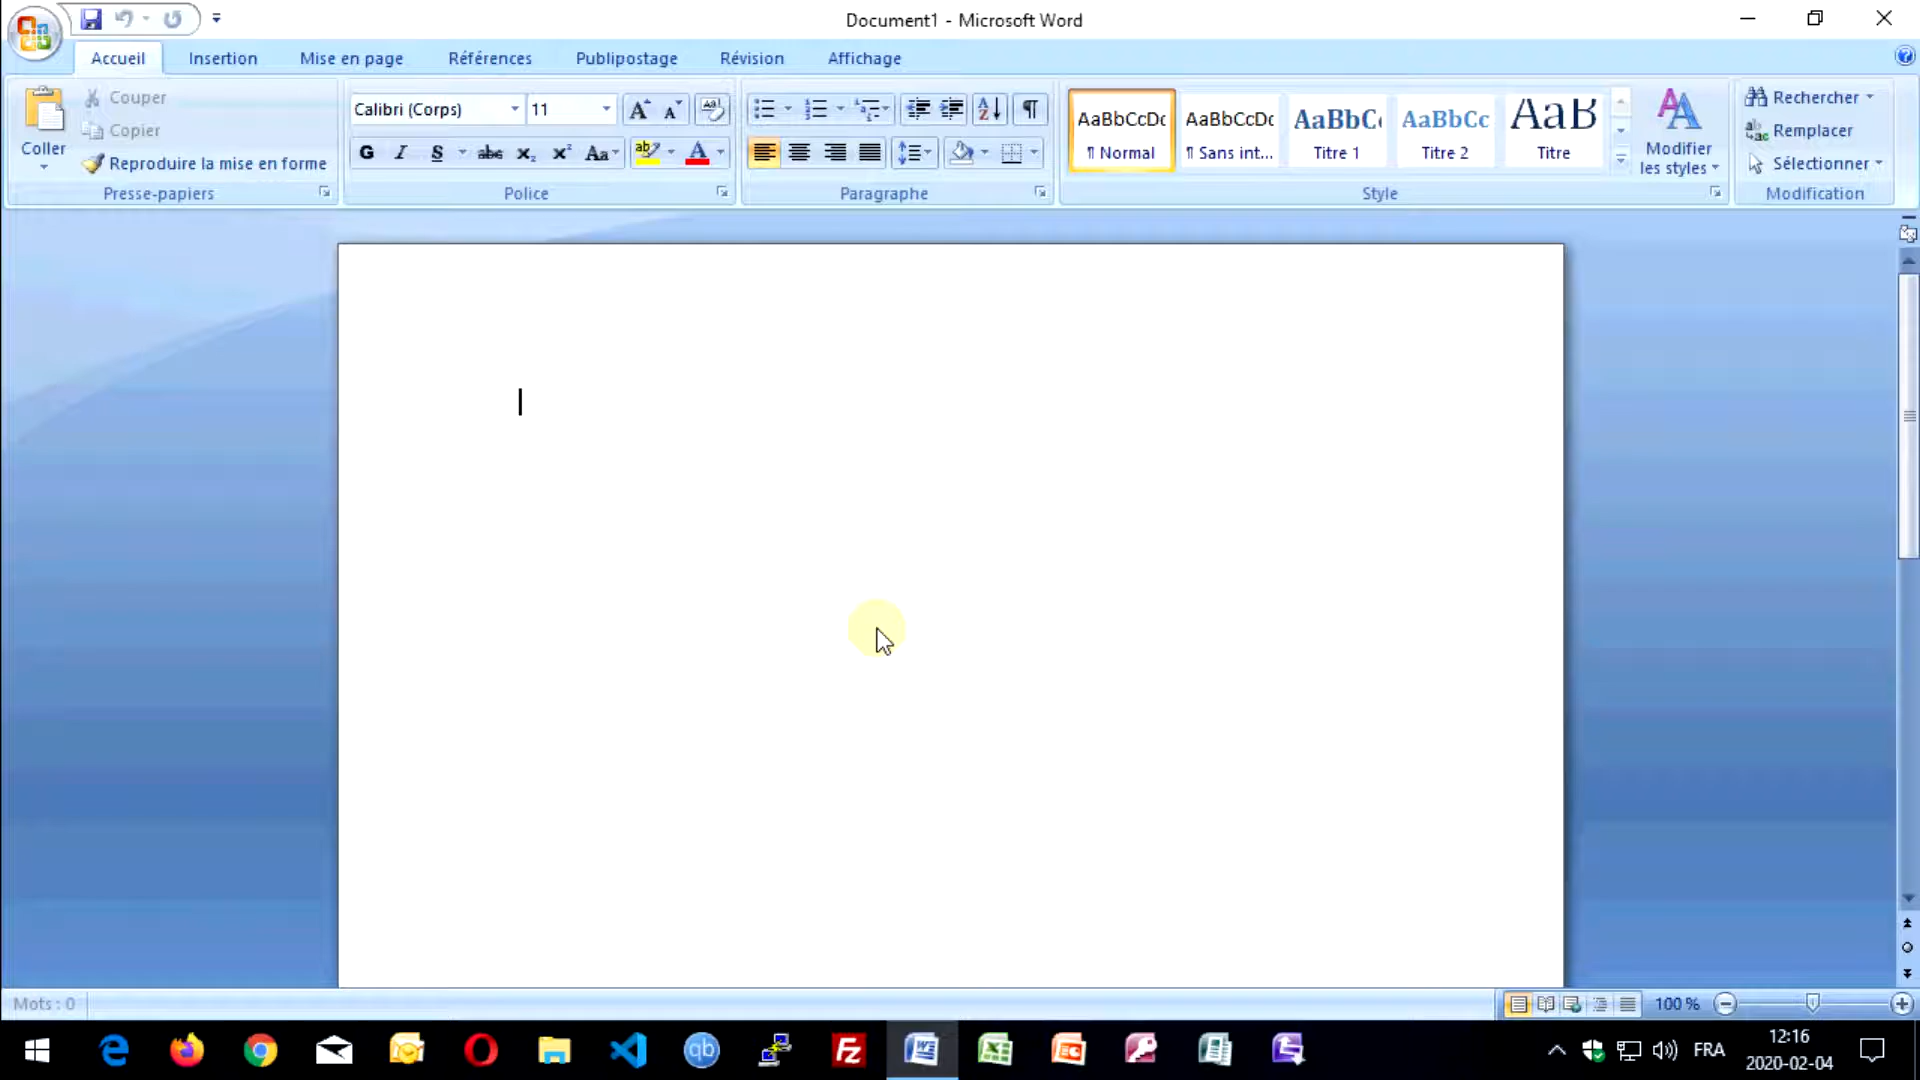 Document1 - Microsoft Word
Accueil Insertion Mise en page Références Publipostage Révision Affichage
Coller
Couper
Copier
Reproduire la mise en forme
Presse-papiers
Calibri (Corps) 11
G I S abc x₂ x² Aa ab A
Police
Paragraphe
AaBbCcDc AaBbCcDc AaBbC AaBbCc AaB
¶ Normal ¶ Sans int... Titre 1 Titre 2 Titre
Modifier
les styles
Style
Rechercher
Remplacer
Sélectionner
Modification
Mots : 0
100 %
FRA
12:16
2020-02-04